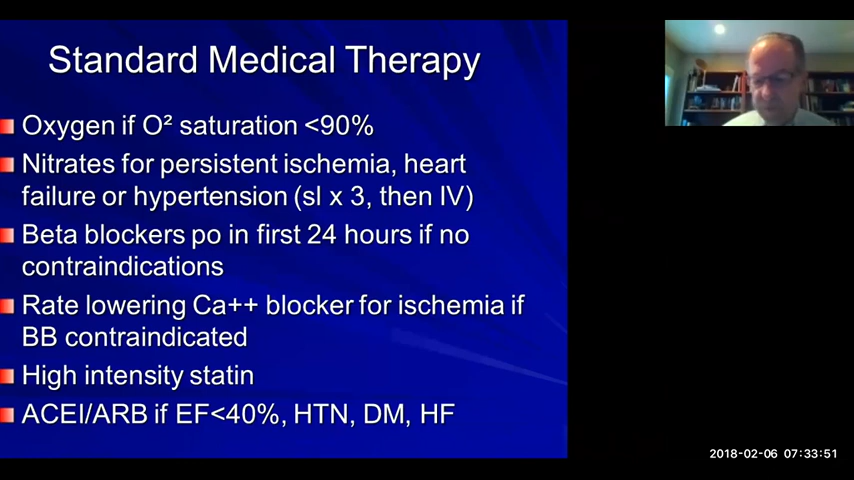 Standard Medical Therapy
Oxygen if O² saturation <90%
Nitrates for persistent ischemia, heart
failure or hypertension (sl x 3, then IV)
Beta blockers po in first 24 hours if no
contraindications
Rate lowering Ca++ blocker for ischemia if
BB contraindicated
High intensity statin
ACEI/ARB if EF<40%, HTN, DM, HF
2018-02-06 07:33:51